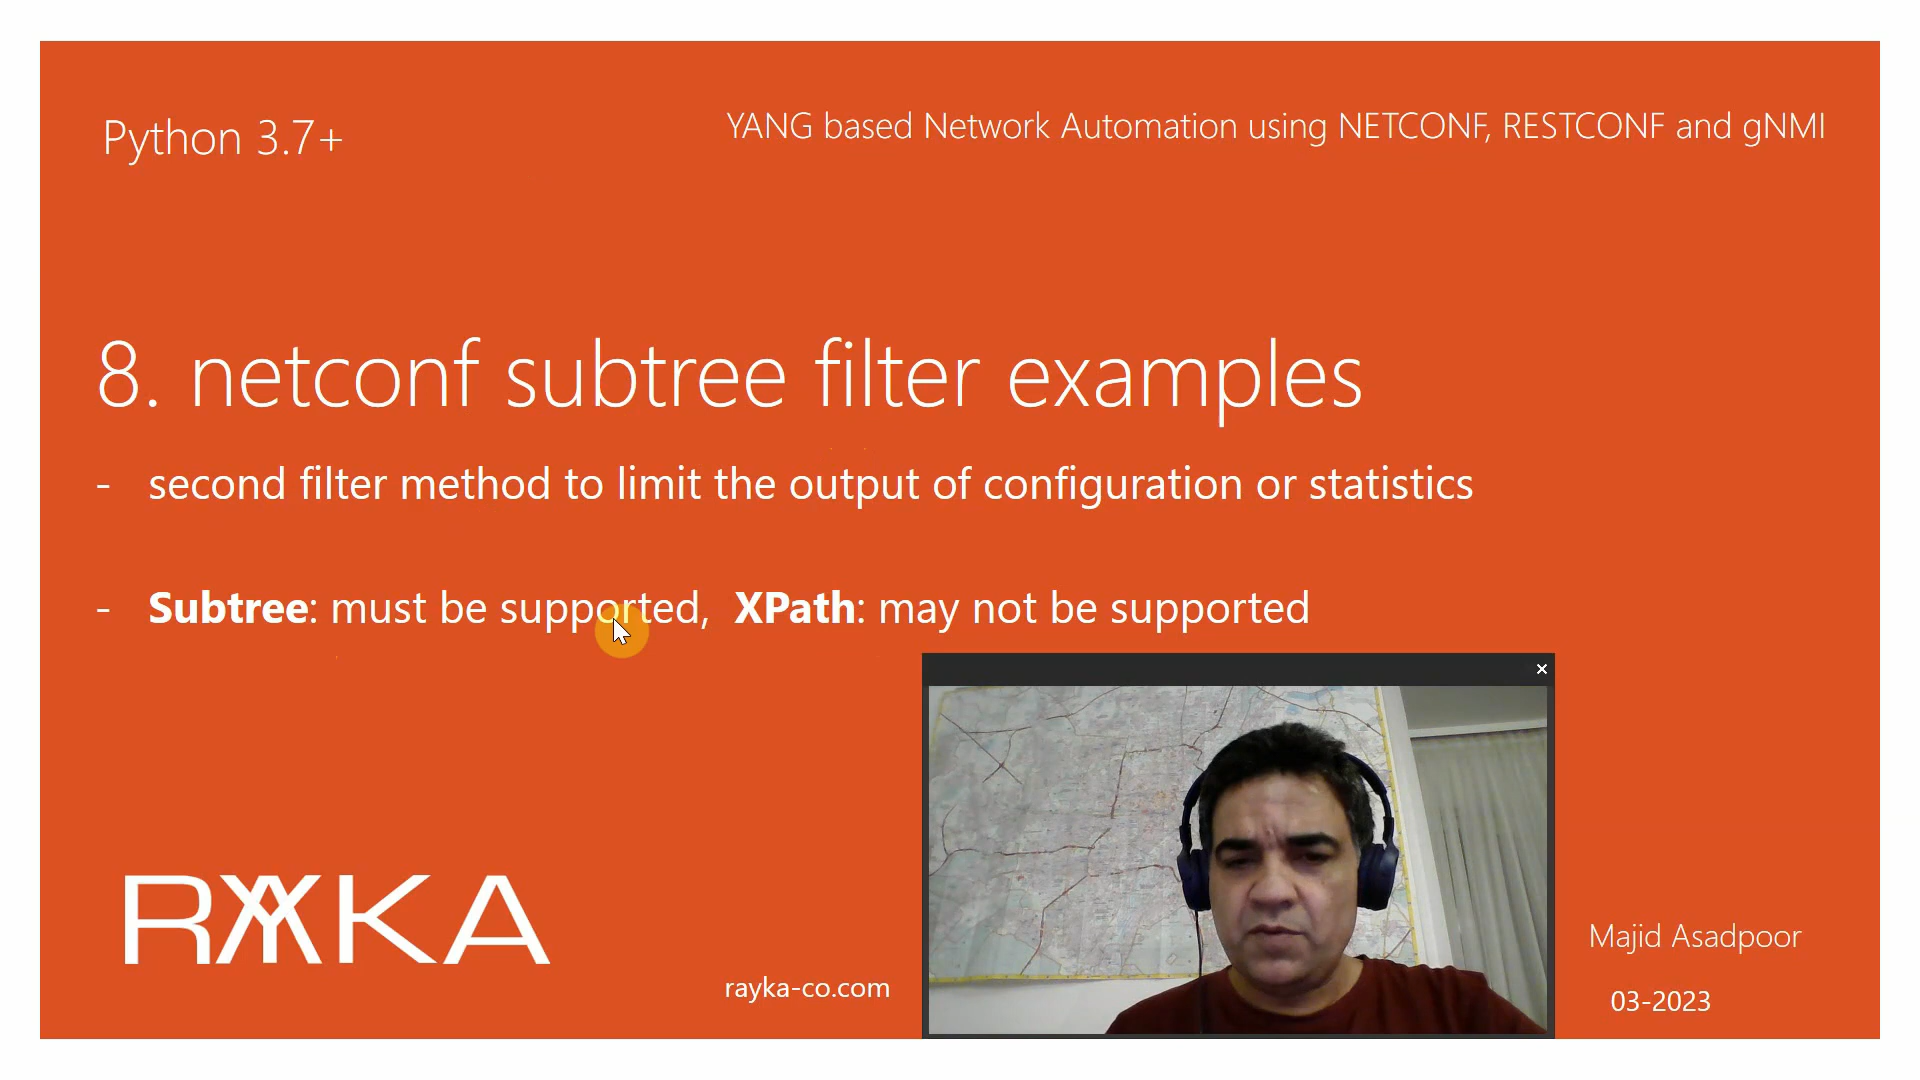 Python 3.7+
YANG based Network Automation using NETCONF, RESTCONF and gNMI
8. netconf subtree filter examples
- second filter method to limit the output of configuration or statistics
- Subtree: must be supported, XPath: may not be supported
RAYKA
rayka-co.com
Majid Asadpoor
03-2023